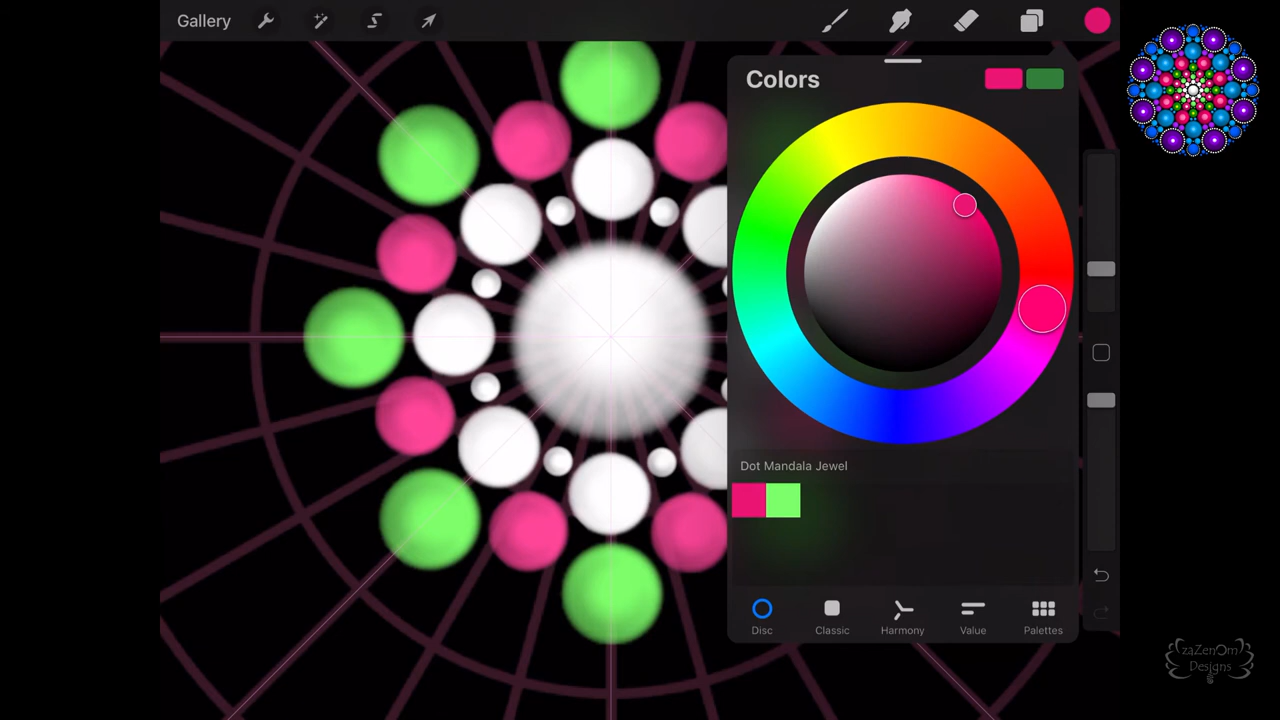 Gallery
Colors
Dot Mandala Jewel
Disc
Classic
Harmony
Value
Palettes
zaZenOm
Designs